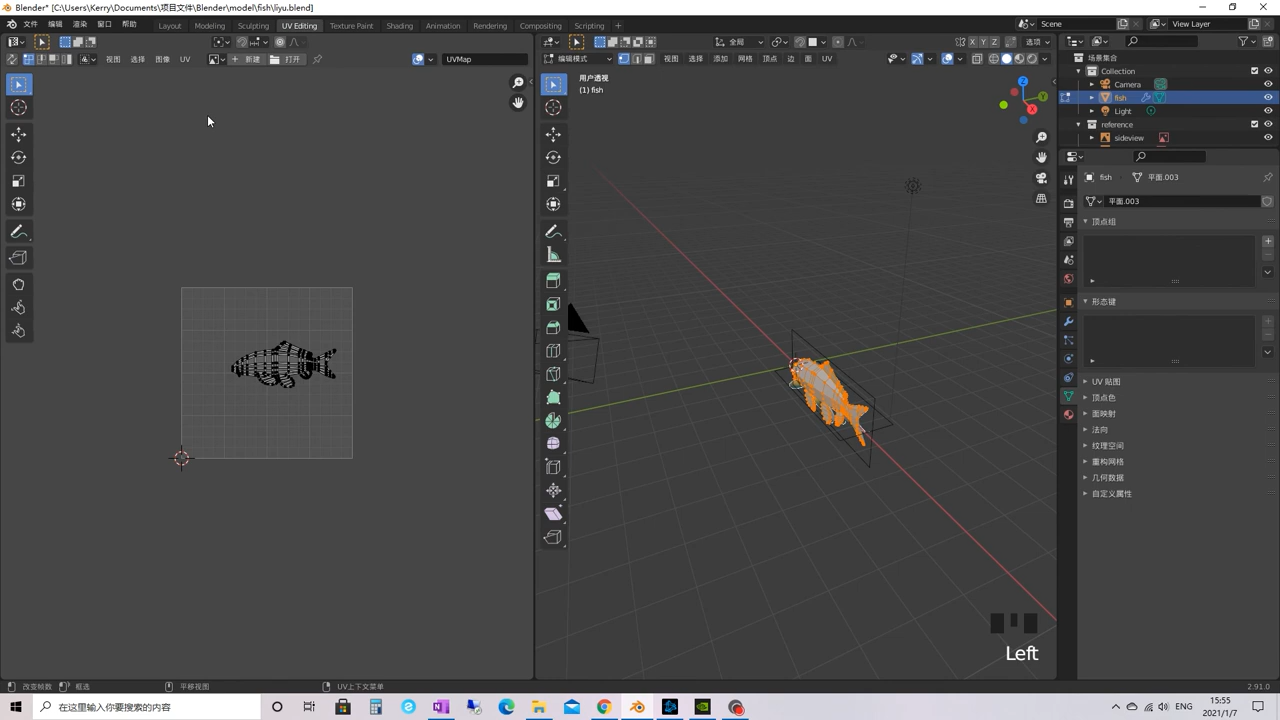 Blender* [C:\Users\Kerry\Documents\项目文件\Blender\model\fish\liyu.blend]
文件 编辑 渲染 窗口 帮助 Layout Modeling Sculpting UV Editing Texture Paint Shading Animation Rendering Compositing Scripting + Scene View Layer
全局 X Y Z 选项
视图 选择 图像 UV 新建 打开 UVMap 编辑模式 视图 选择 添加 网格 顶点 边 面 UV
场景集合
Collection
Camera
fish
Light
reference
sideview
用户透视
(1) fish
Z
Y
X
fish 平面.003
平面.003
顶点组
形态键
UV 贴图
顶点色
面映射
法向
纹理空间
重构网格
几何数据
自定义属性
Left
改变帧数 框选 平移视图 UV上下文菜单 2.91.0
在这里输入你要搜索的内容
ENG
15:55
2021/1/7